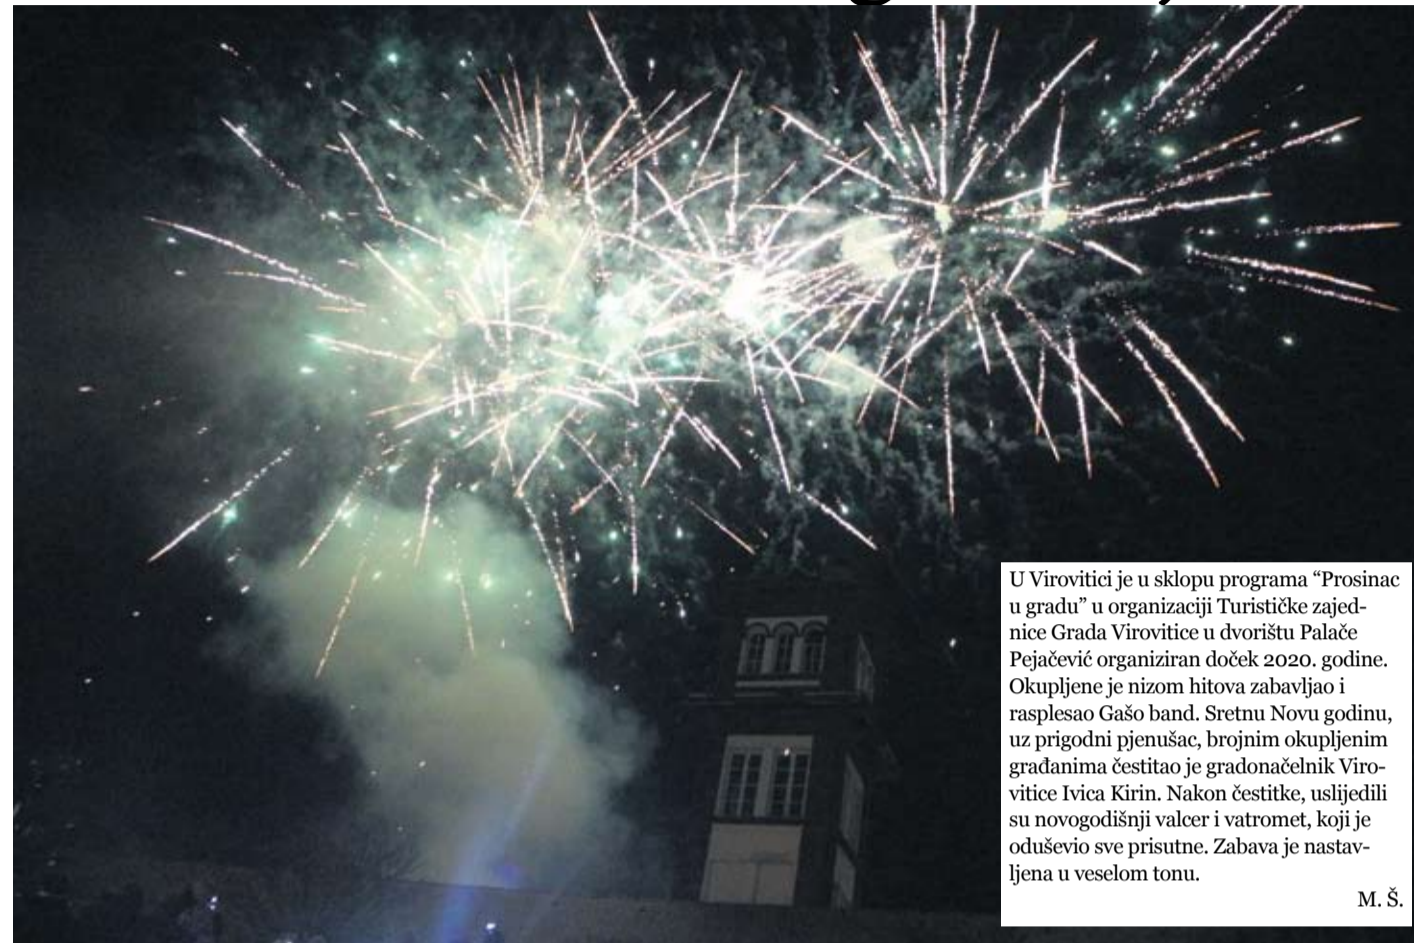 U Virovitici je u sklopu programa “Prosinac
u gradu” u organizaciji Turističke zajed-
nice Grada Virovitice u dvorištu Palače
Pejačević organiziran doček 2020. godine.
Okupljene je nizom hitova zabavljao i
rasplesao Gašo band. Sretnu Novu godinu,
uz prigodni pjenušac, brojnim okupljenim
građanima čestitao je gradonačelnik Viro-
vitice Ivica Kirin. Nakon čestitke, uslijedili
su novogodišnji valcer i vatromet, koji je
oduševio sve prisutne. Zabava je nastav-
ljena u veselom tonu.
M. Š.